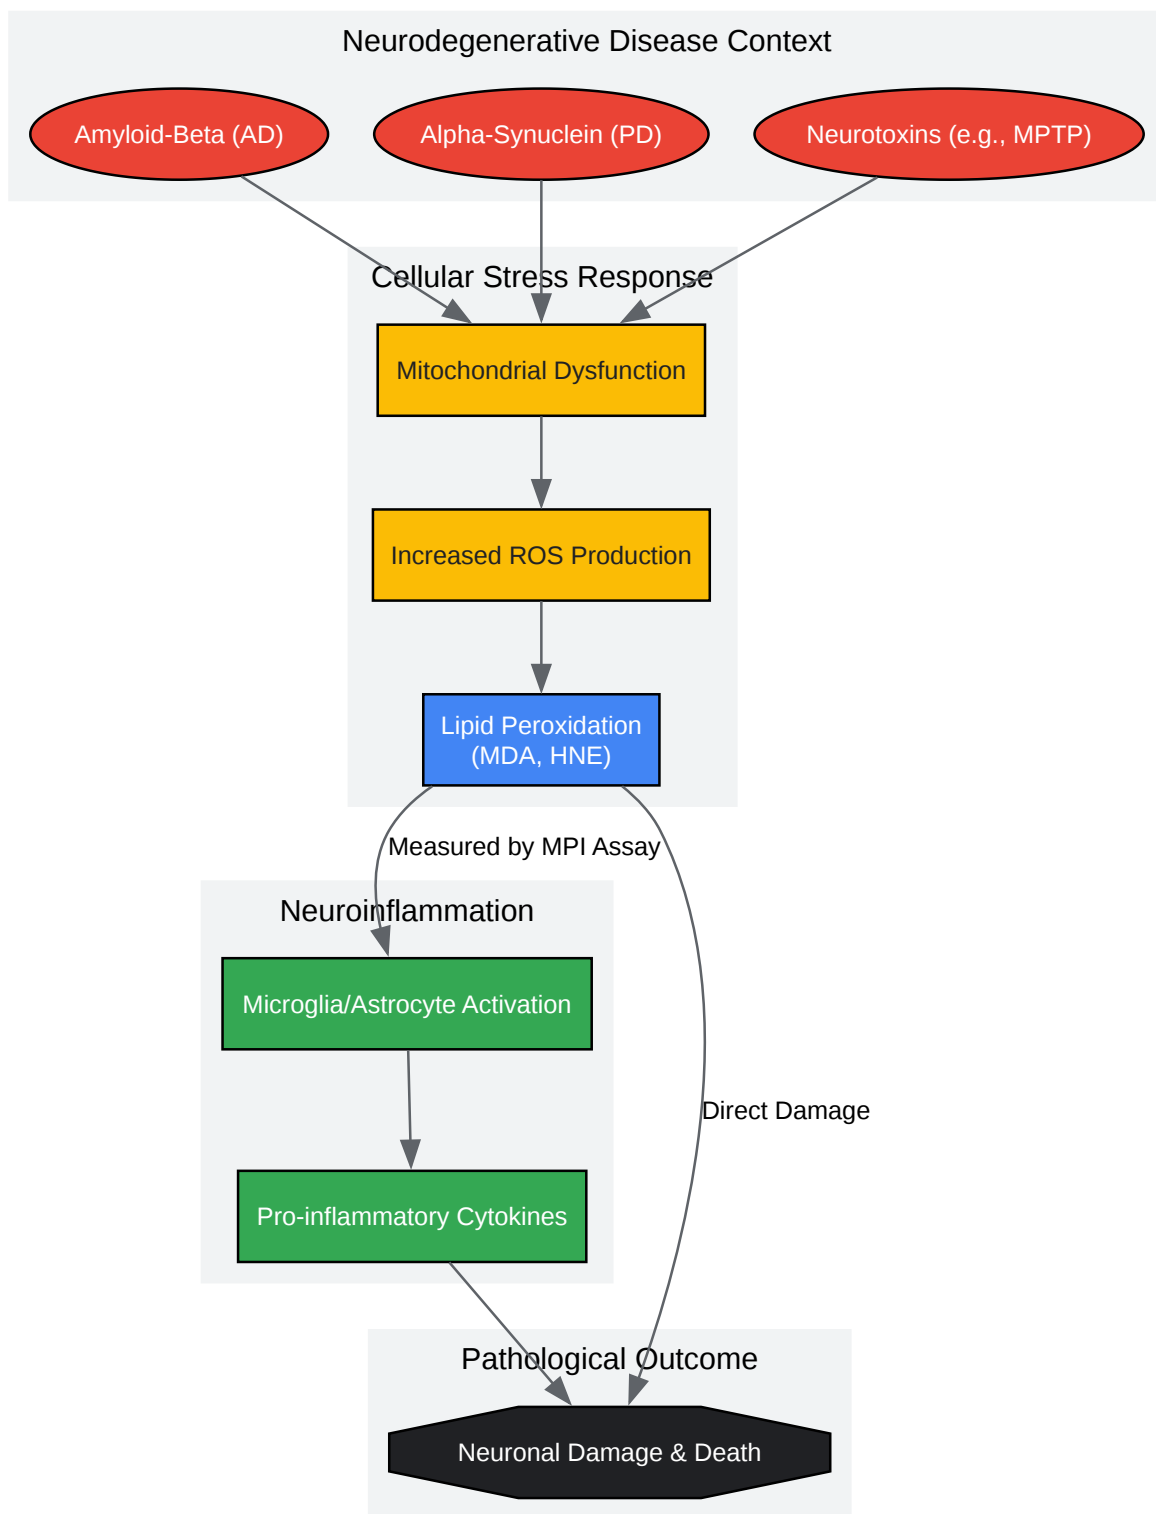 Neurodegenerative Disease Context
Amyloid-Beta (AD)
Alpha-Synuclein (PD)
Neurotoxins (e.g., MPTP)
Cellular Stress Response
Mitochondrial Dysfunction
Increased ROS Production
Lipid Peroxidation
(MDA, HNE)
Measured by MPI Assay
Neuroinflammation
Microglia/Astrocyte Activation
Direct Damage
Pro-inflammatory Cytokines
Pathological Outcome
Neuronal Damage & Death